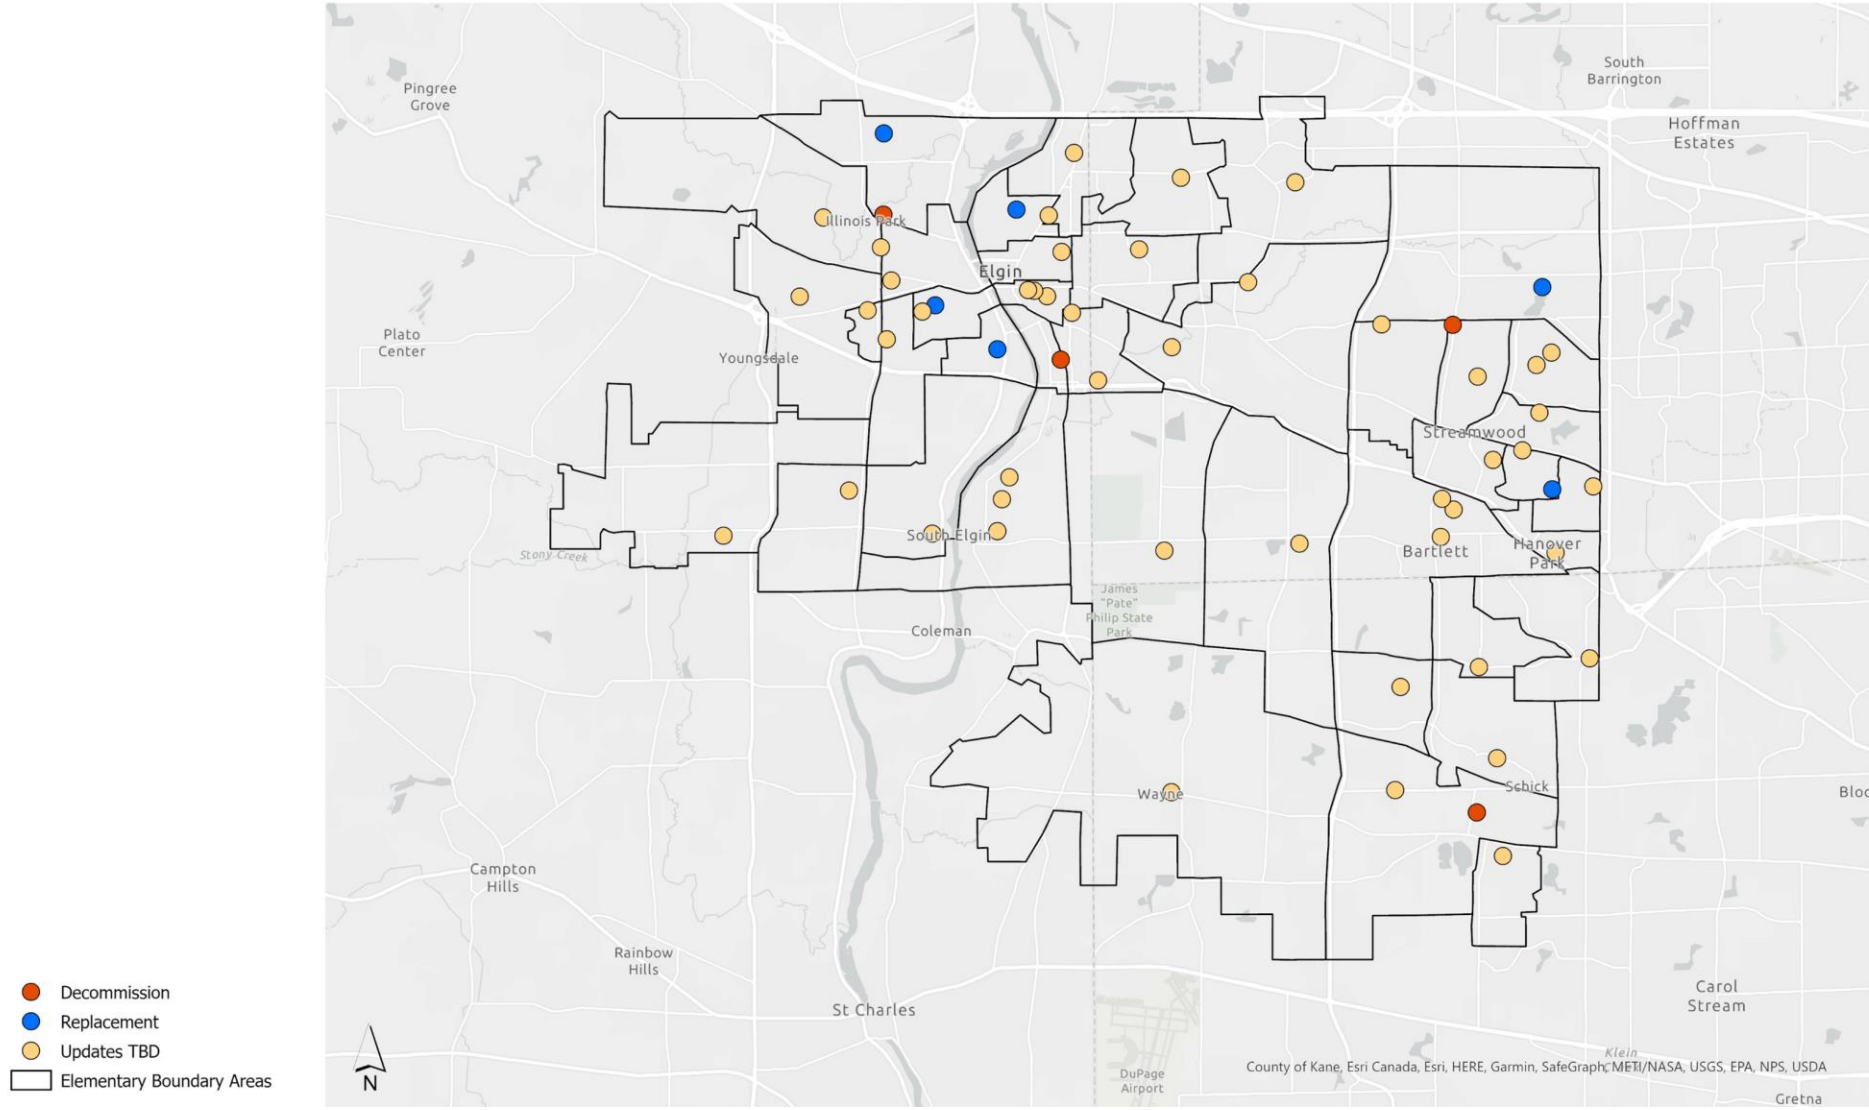 South
Barrington
Pingree
Grove
Hoffman
Estates
Illinois Park
Elgin
Plato
Center
Youngsdale
Streamwood
South Elgin
Stony Creek
Bartlett
Hanover
Park
James
"Pate"
Philip State
Park
Coleman
Wayne
Schick
Bloo
Campton
Hills
Rainbow
Hills
St Charles
Carol
Stream
Decommission
Replacement
Updates TBD
Elementary Boundary Areas
N
DuPage
Airport
Klein
County of Kane, Esri Canada, Esri, HERE, Garmin, SafeGraph, METI/NASA, USGS, EPA, NPS, USDA
Gretna